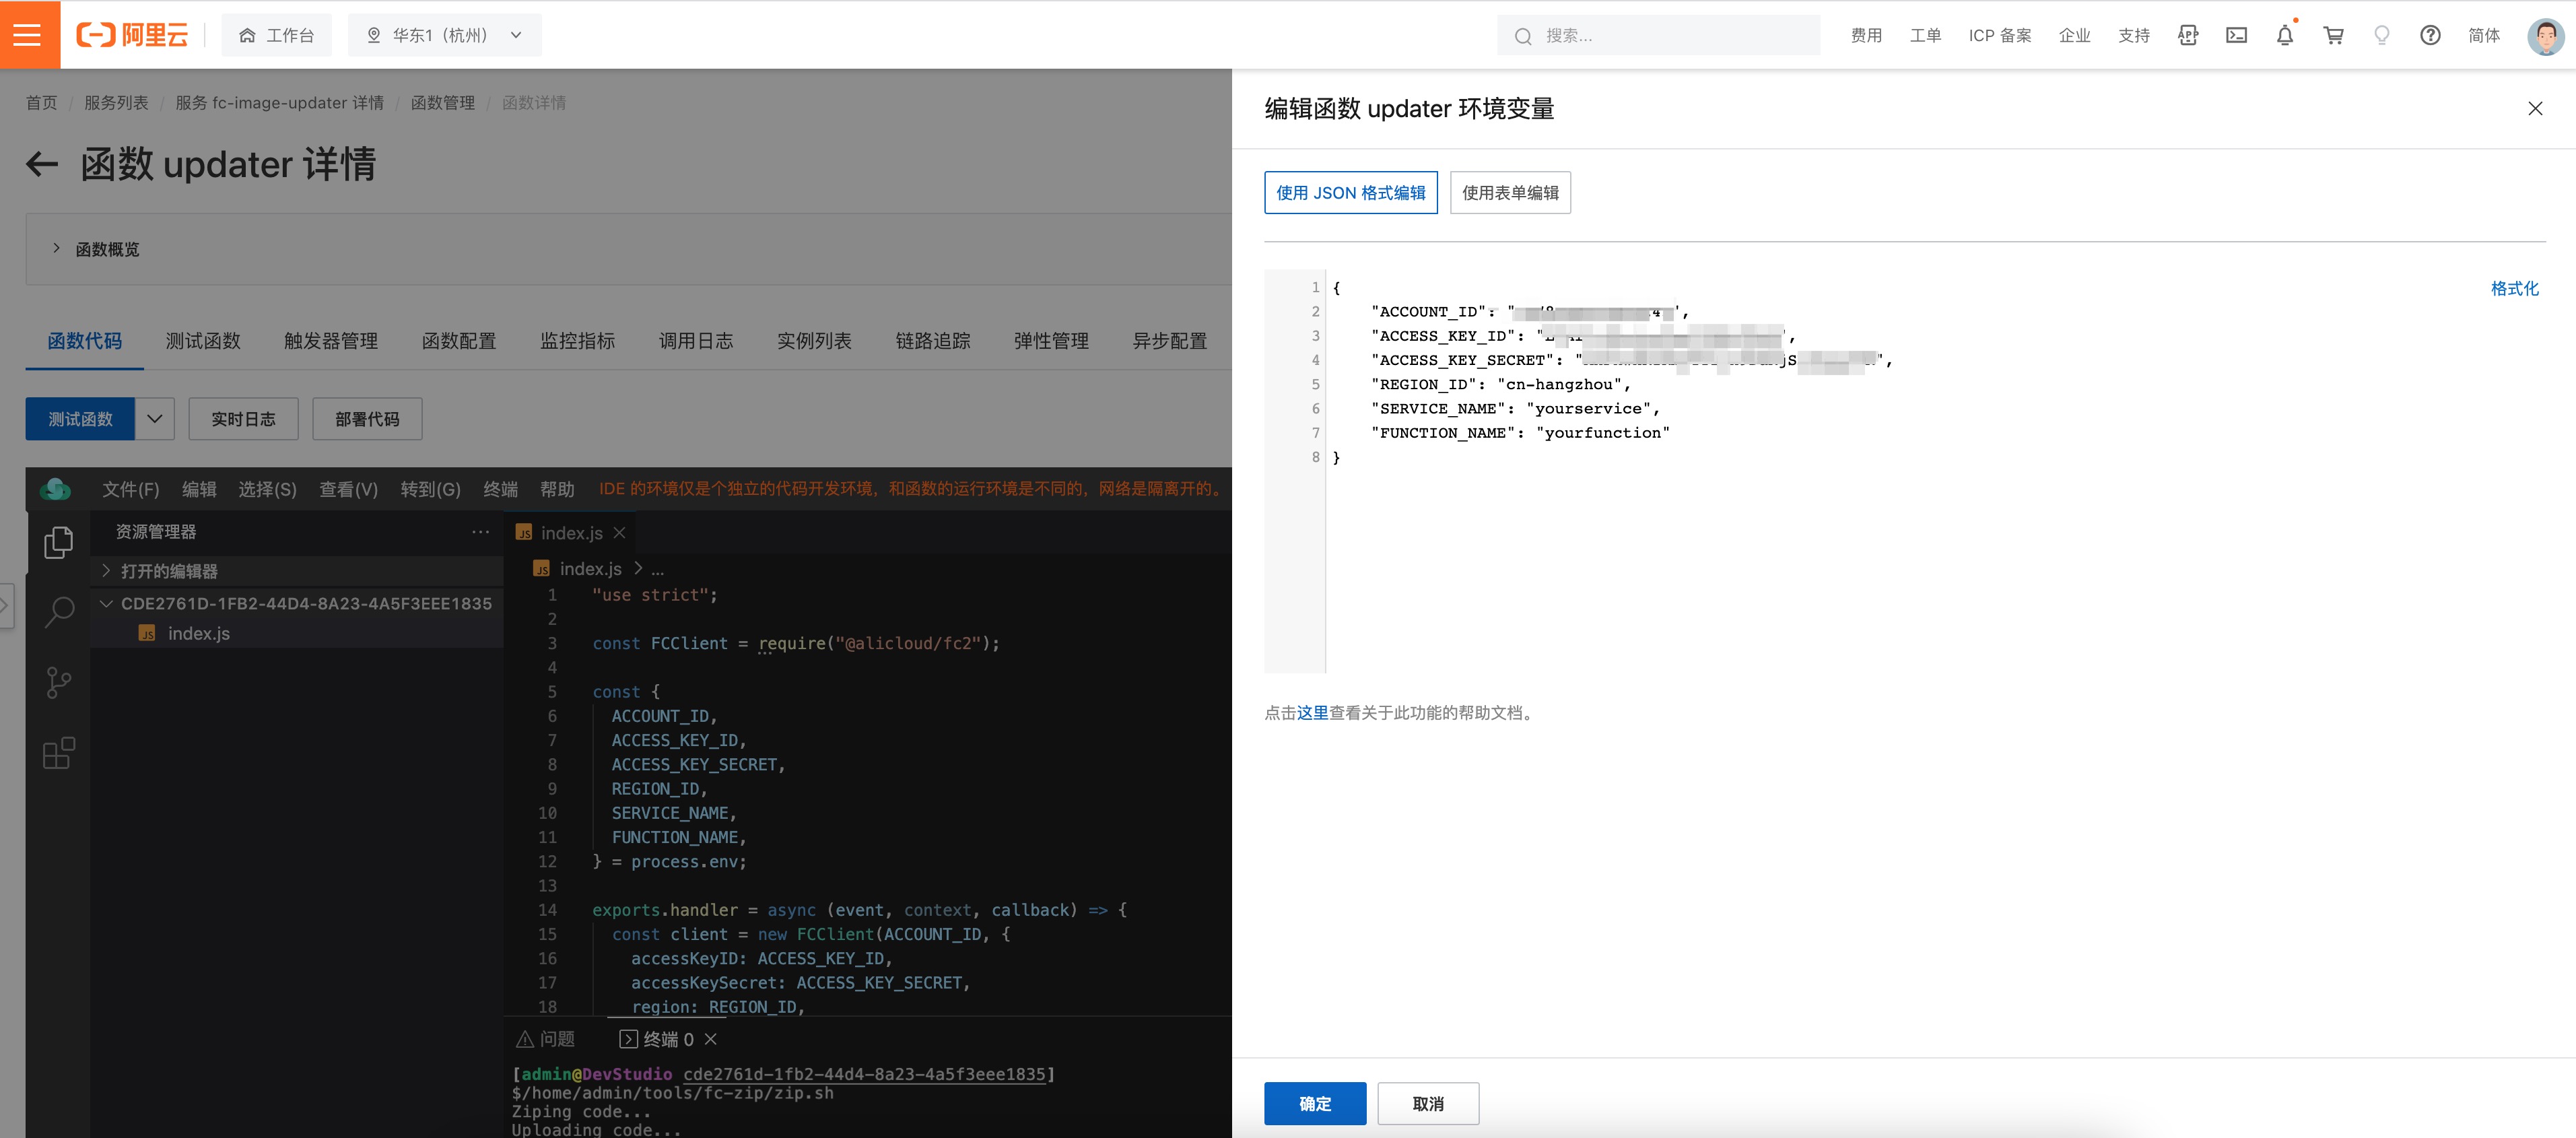 阿里云
工作台
华东1（杭州）
搜索...
费用
工单
ICP 备案
企业
支持
简体
首页 / 服务列表 / 服务 fc-image-updater 详情 / 函数管理 / 函数详情
函数 updater 详情
函数概览
函数代码
测试函数
触发器管理
函数配置
监控指标
调用日志
实例列表
链路追踪
弹性管理
异步配置
测试函数
实时日志
部署代码
文件(F)
编辑
选择(S)
查看(V)
转到(G)
终端
帮助
IDE 的环境仅是个独立的代码开发环境，和函数的运行环境是不同的，网络是隔离开的。
资源管理器
打开的编辑器
CDE2761D-1FB2-44D4-8A23-4A5F3EEE1835
JS index.js
JS index.js
JS index.js > ...
1 "use strict";
2
3 const FCClient = require("@alicloud/fc2");
4
5 const {
6 ACCOUNT_ID,
7 ACCESS_KEY_ID,
8 ACCESS_KEY_SECRET,
9 REGION_ID,
10 SERVICE_NAME,
11 FUNCTION_NAME,
12 } = process.env;
13
14 exports.handler = async (event, context, callback) => {
15 const client = new FCClient(ACCOUNT_ID, {
16 accessKeyID: ACCESS_KEY_ID,
17 accessKeySecret: ACCESS_KEY_SECRET,
18 region: REGION_ID,
问题
终端 0
[admin@DevStudio cde2761d-1fb2-44d4-8a23-4a5f3eee1835]
$/home/admin/tools/fc-zip/zip.sh
Ziping code...
Uploading code...
编辑函数 updater 环境变量
使用 JSON 格式编辑
使用表单编辑
格式化
1 {
2 "ACCOUNT_ID": "
3 "ACCESS_KEY_ID": "
4 "ACCESS_KEY_SECRET": "
5 "REGION_ID": "cn-hangzhou",
6 "SERVICE_NAME": "yourservice",
7 "FUNCTION_NAME": "yourfunction"
8 }
点击这里查看关于此功能的帮助文档。
确定
取消